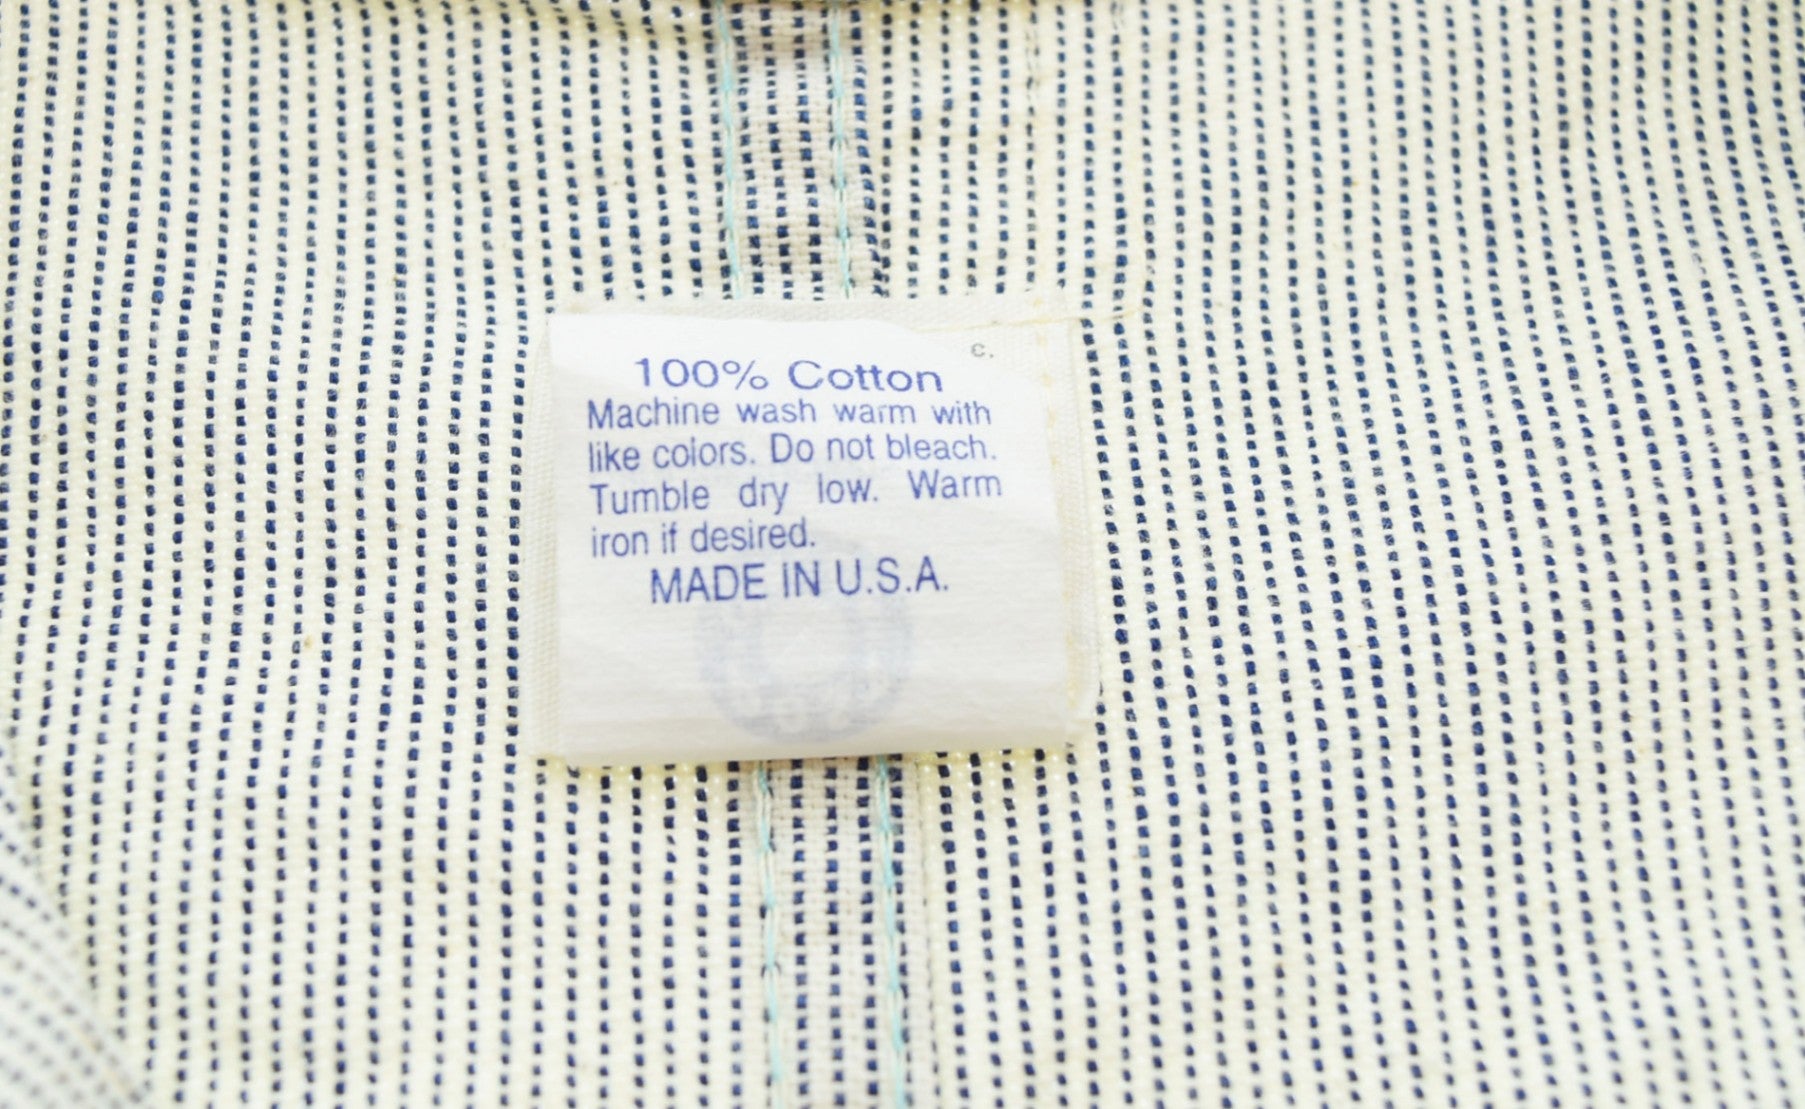 c.
100% Cotton
Machine wash warm with
like colors. Do not bleach.
Tumble dry low. Warm
iron if desired.
MADE IN U.S.A.